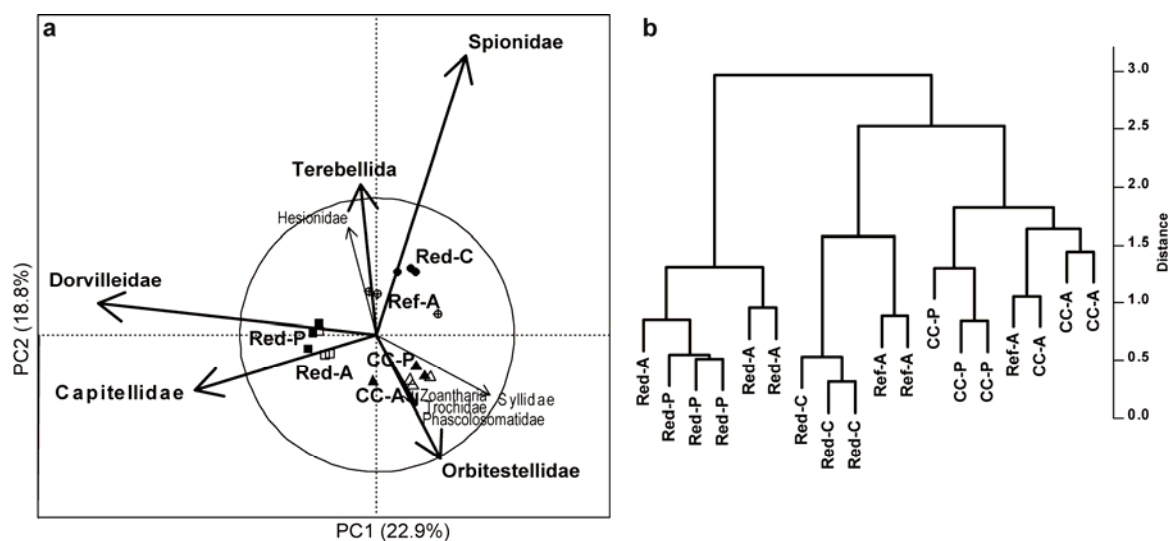 a
Spionidae
Terebellida
Hesionidae
Red-C
Dorvilleidae
Ref-A
Red-P
Red-A
CC-P
Capitellidae
CC-A
Zoantharia
Syllidae
Trochidae
Phascolosomatidae
Orbitestellidae
PC2 (18.8%)
PC1 (22.9%)
b
3.0
2.5
2.0
1.5
1.0
0.5
0.0
Distance
Red-A
Red-P
Red-P
Red-P
Red-A
Red-A
Red-C
Red-C
Red-C
Ref-A
Ref-A
CC-P
CC-P
CC-P
Ref-A
CC-A
CC-A
CC-A